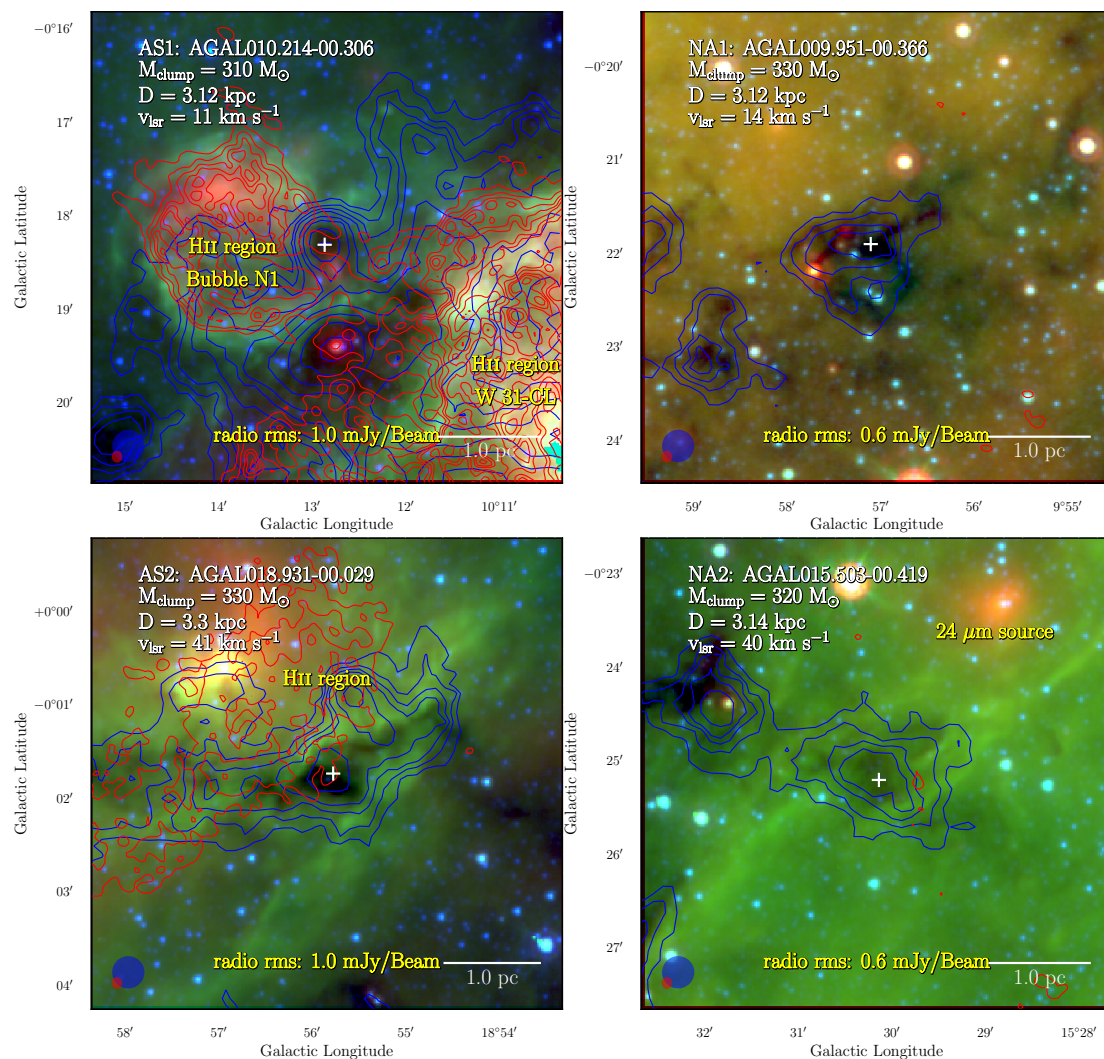 AS1: AGAL010.214-00.306
M_clump = 310 M_⊙
D = 3.12 kpc
v_lsr = 11 km s⁻¹
HII region
Bubble N1
HII region
W 31-CL
radio rms: 1.0 mJy/Beam
1.0 pc
−0°16′
17′
18′
19′
20′
Galactic Latitude
15′
14′
13′
12′
10°11′
Galactic Longitude
NA1: AGAL009.951-00.366
M_clump = 330 M_⊙
D = 3.12 kpc
v_lsr = 14 km s⁻¹
radio rms: 0.6 mJy/Beam
1.0 pc
−0°20′
21′
22′
23′
24′
Galactic Latitude
59′
58′
57′
56′
9°55′
Galactic Longitude
AS2: AGAL018.931-00.029
M_clump = 330 M_⊙
D = 3.3 kpc
v_lsr = 41 km s⁻¹
HII region
radio rms: 1.0 mJy/Beam
1.0 pc
+0°00′
−0°01′
02′
03′
04′
Galactic Latitude
58′
57′
56′
55′
18°54′
Galactic Longitude
NA2: AGAL015.503-00.419
M_clump = 320 M_⊙
D = 3.14 kpc
v_lsr = 40 km s⁻¹
24 μm source
radio rms: 0.6 mJy/Beam
1.0 pc
−0°23′
24′
25′
26′
27′
Galactic Latitude
32′
31′
30′
29′
15°28′
Galactic Longitude